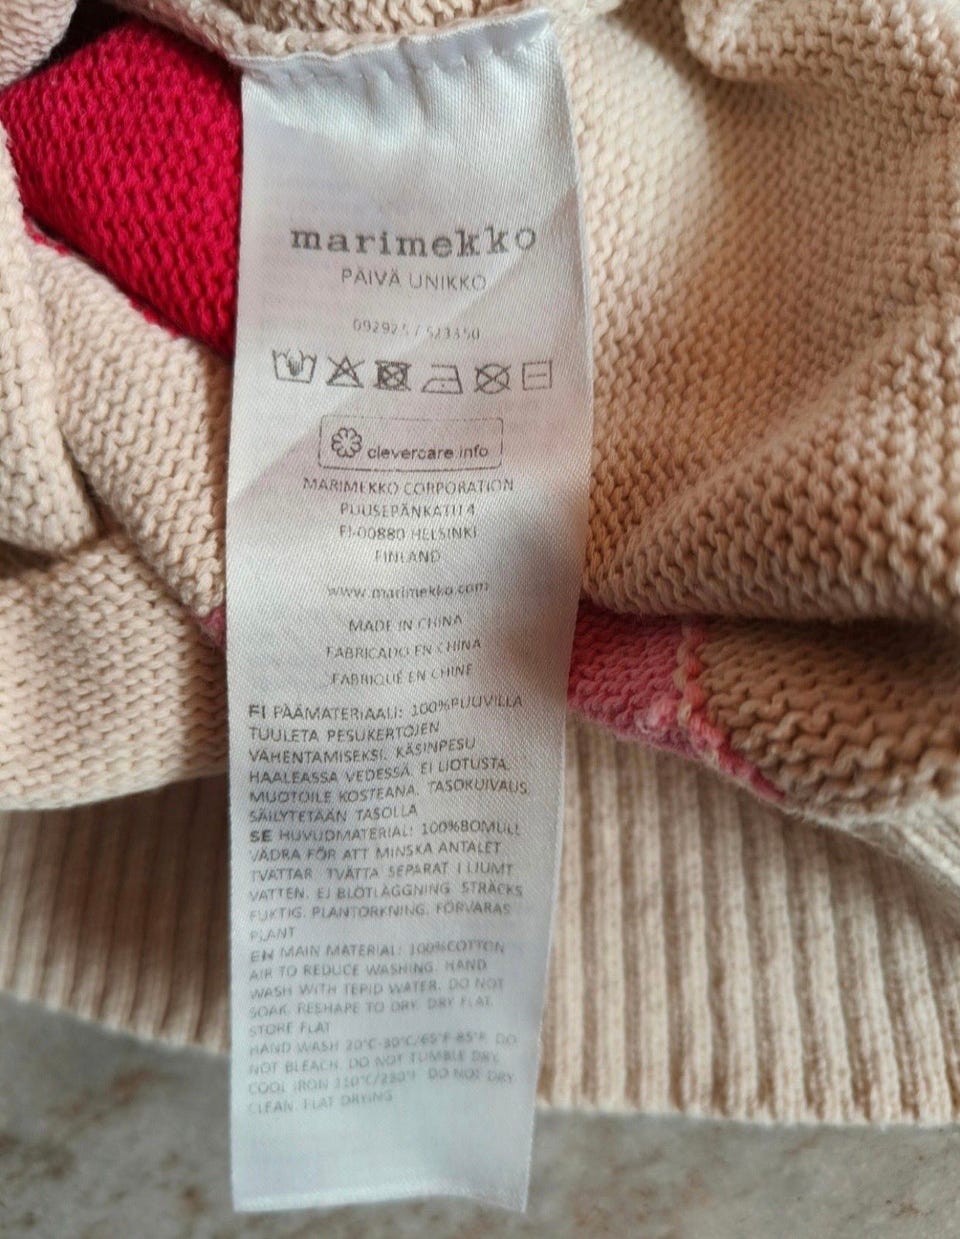 marimekko
PÄIVÄ UNIKKO
092925 / 523350
clevercare.info
MARIMEKKO CORPORATION
PUUSEPÄNKATU 4
FI-00880 HELSINKI
FINLAND
www.marimekko.com
MADE IN CHINA
FABRICADO EN CHINA
FABRIQUÉ EN CHINE
FI PÄÄMATERIAALI: 100%PUUVILLA
TUULETA PESUKERTOJEN
VÄHENTÄMISEKSI. KÄSINPESU
HAALEASSA VEDESSÄ. EI LIOTUSTA.
MUOTOILE KOSTEANA. TASOKUIVAUS.
SÄILYTETÄÄN TASOLLA
SE HUVUDMATERIAL: 100%BOMULL
VÄDRA FÖR ATT MINSKA ANTALET
TVÄTTAR. TVÄTTA SEPARAT I LJUMT
VATTEN. EJ BLÖTLÄGGNING. STRÄCKS
FUKTIG. PLANTORKNING. FÖRVARAS
PLANT
EN MAIN MATERIAL: 100%COTTON
AIR TO REDUCE WASHING. HAND
WASH WITH TEPID WATER. DO NOT
SOAK. RESHAPE TO DRY. DRY FLAT.
STORE FLAT
HAND WASH 20°C-30°C/65°F-85°F. DO
NOT BLEACH. DO NOT TUMBLE DRY.
COOL IRON 110°C/230°F. DO NOT DRY
CLEAN. FLAT DRYING